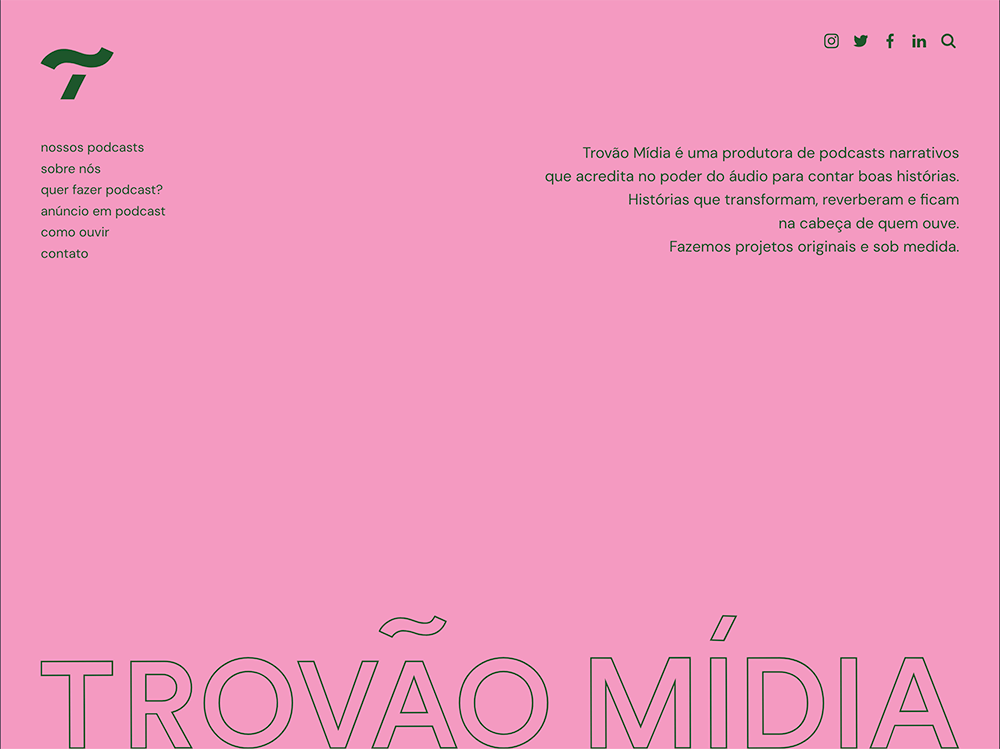 nossos podcasts
sobre nós
quer fazer podcast?
anúncio em podcast
como ouvir
contato
Trovão Mídia é uma produtora de podcasts narrativos
que acredita no poder do áudio para contar boas histórias.
Histórias que transformam, reverberam e ficam
na cabeça de quem ouve.
Fazemos projetos originais e sob medida.
TROVÃO MÍDIA